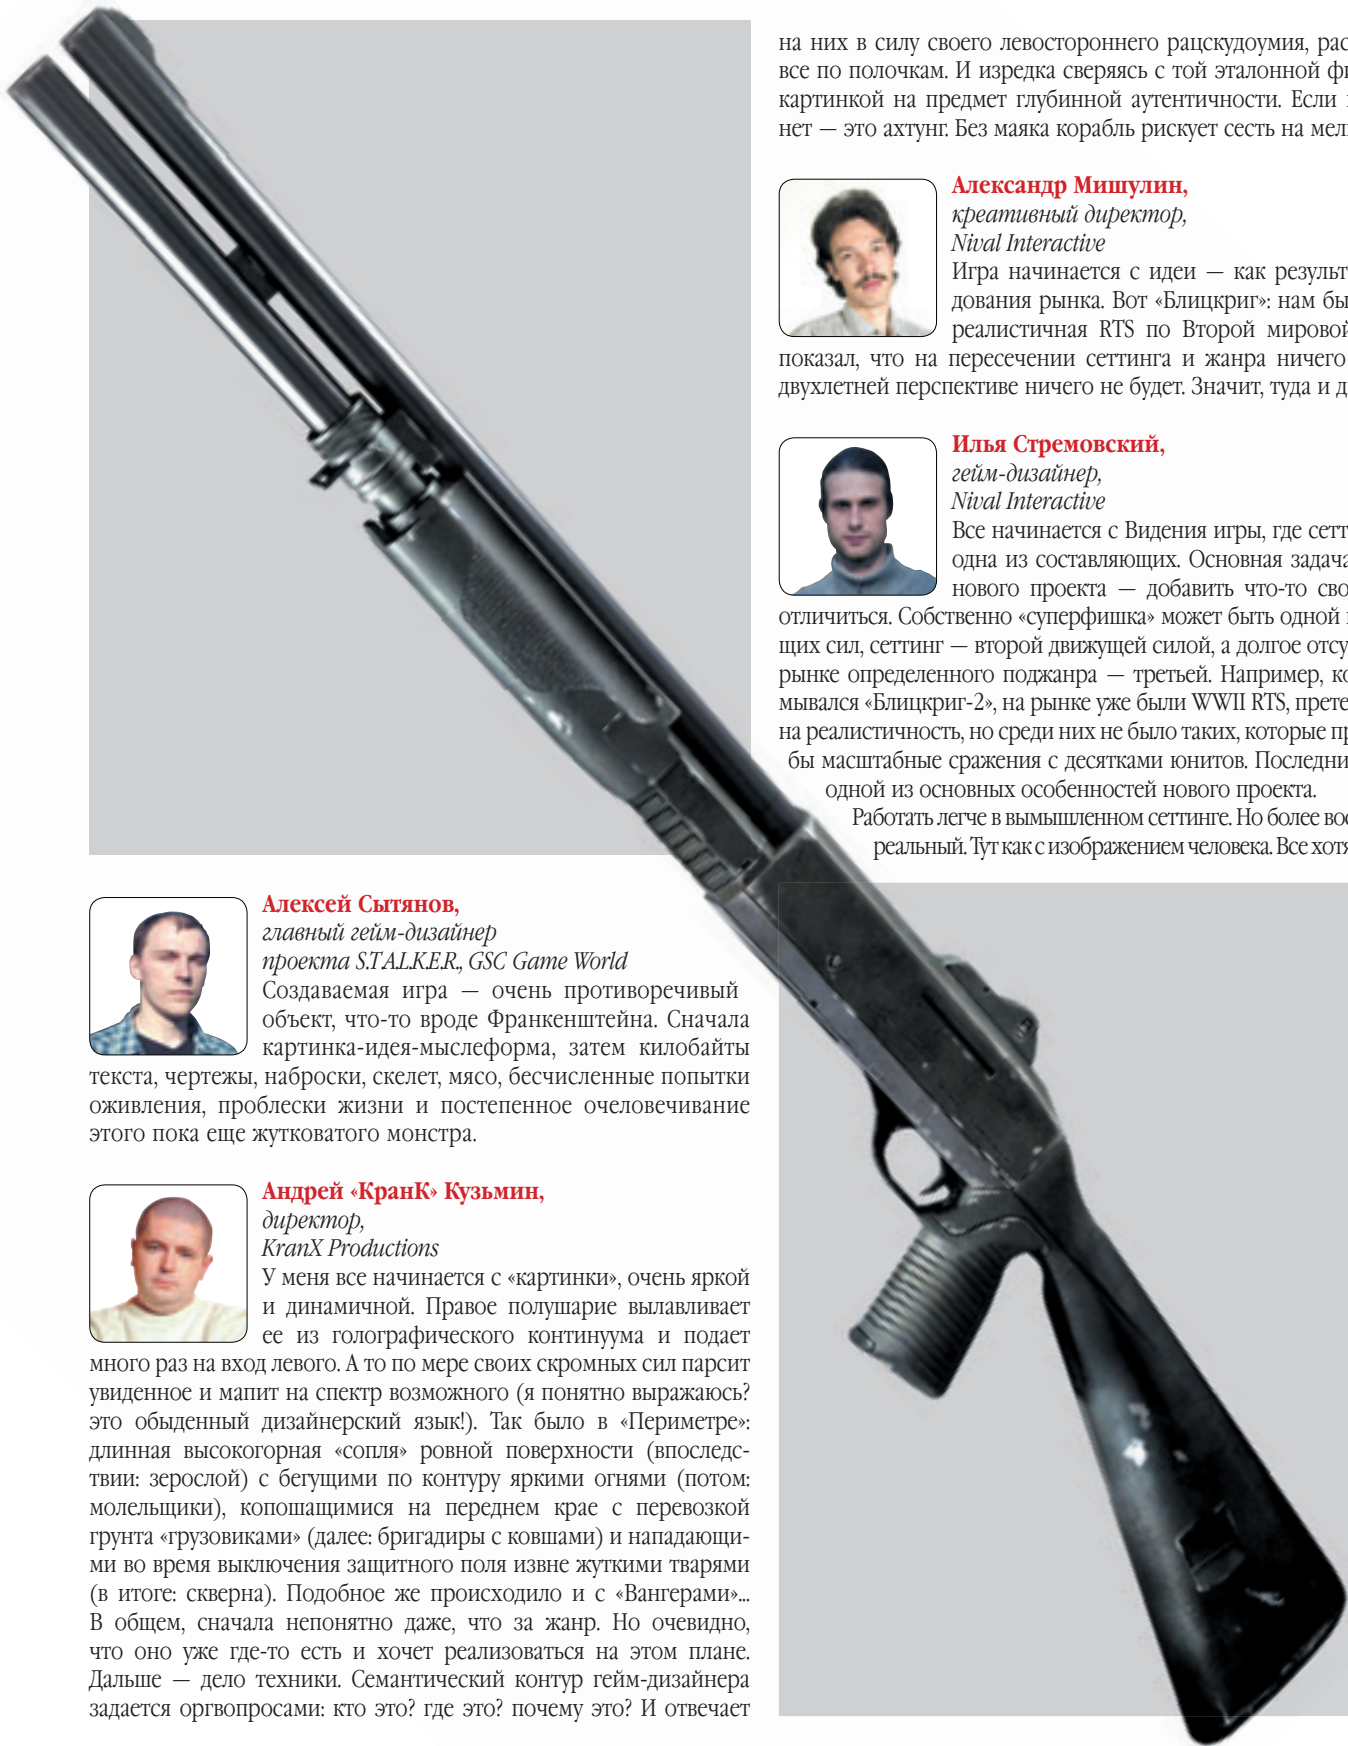 Алексей Сытянов,
главный гейм-дизайнер
проекта S.T.A.L.K.E.R., GSC Game World
Создаваемая игра — очень противоречивый
объект, что-то вроде Франкенштейна. Сначала
картинка-идея-мыслеформа, затем килобайты
текста, чертежы, наброски, скелет, мясо, бесчисленные попытки
оживления, проблески жизни и постепенное очеловечивание
этого пока еще жутковатого монстра.
Андрей «КранК» Кузьмин,
директор,
KranX Productions
У меня все начинается с «картинки», очень яркой
и динамичной. Правое полушарие вылавливает
ее из голографического континуума и подает
много раз на вход левого. А то по мере своих скромных сил парсит
увиденное и мапит на спектр возможного (я понятно выражаюсь?
это обыденный дизайнерский язык!). Так было в «Периметре»:
длинная высокогорная «сопля» ровной поверхности (впоследс-
твии: зерослой) с бегущими по контуру яркими огнями (потом:
молельщики), копошащимися на переднем крае с перевозкой
грунта «грузовиками» (далее: бригадиры с ковшами) и нападающи-
ми во время выключения защитного поля извне жуткими тварями
(в итоге: скверна). Подобное же происходило и с «Вангерами»...
В общем, сначала непонятно даже, что за жанр. Но очевидно,
что оно уже где-то есть и хочет реализоваться на этом плане.
Дальше — дело техники. Семантический контур гейм-дизайнера
задается оргвопросами: кто это? где это? почему это? И отвечает
на них в силу своего левостороннего рацскудоумия, рас
все по полочкам. И изредка сверяясь с той эталонной фи
картинкой на предмет глубинной аутентичности. Если
нет — это ахтунг. Без маяка корабль рискует сесть на мел
Александр Мишулин,
креативный директор,
Nival Interactive
Игра начинается с идеи — как результ
дования рынка. Вот «Блицкриг»: нам бы
реалистичная RTS по Второй мировой
показал, что на пересечении сеттинга и жанра ничего
двухлетней перспективе ничего не будет. Значит, туда и д
Илья Стремовский,
гейм-дизайнер,
Nival Interactive
Все начинается с Видения игры, где сетт
одна из составляющих. Основная задача
нового проекта — добавить что-то сво
отличиться. Собственно «суперфишка» может быть одной
щих сил, сеттинг — второй движущей силой, а долгое отсу
рынке определенного поджанра — третьей. Например, ко
мывался «Блицкриг-2», на рынке уже были WWII RTS, прете
на реалистичность, но среди них не было таких, которые пр
бы масштабные сражения с десятками юнитов. Последни
одной из основных особенностей нового проекта.
Работать легче в вымышленном сеттинге. Но более вос
реальный. Тут как с изображением человека. Все хотя